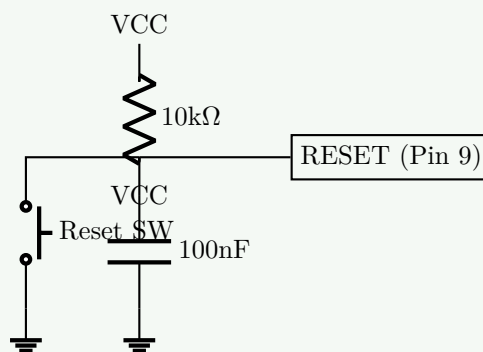 VCC
10kΩ
RESET (Pin 9)
VCC
Reset SW
100nF